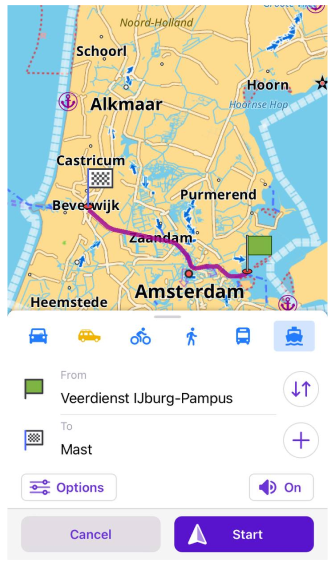 Noord-Holland
Schoorl
Hoorn
Alkmaar
Hoornse Hop
Castricum
Purmerend
Beverwijk
Zaandam
Amsterdam
Heemstede
From
Veerdienst IJburg-Pampus
To
Mast
Options
On
Cancel
Start